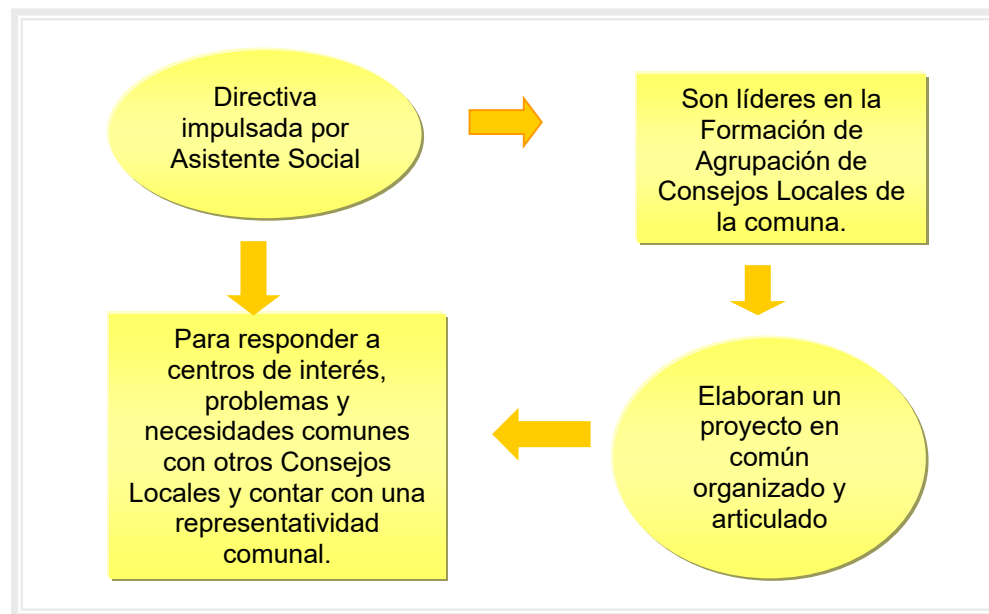 Directiva
impulsada por
Asistente Social
Son líderes en la
Formación de
Agrupación de
Consejos Locales de
la comuna.
Elaboran un
proyecto en
común
organizado y
articulado
Para responder a
centros de interés,
problemas y
necesidades comunes
con otros Consejos
Locales y contar con una
representatividad
comunal.